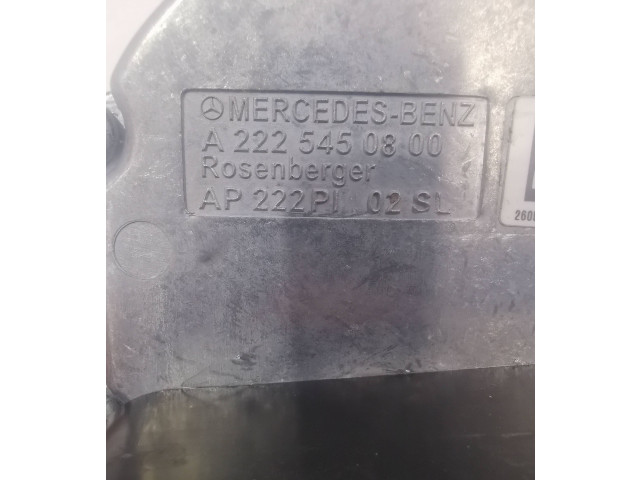 MERCEDES-BENZ
A 222 545 08 00
Rosenberger
AP 222PI 02 SL